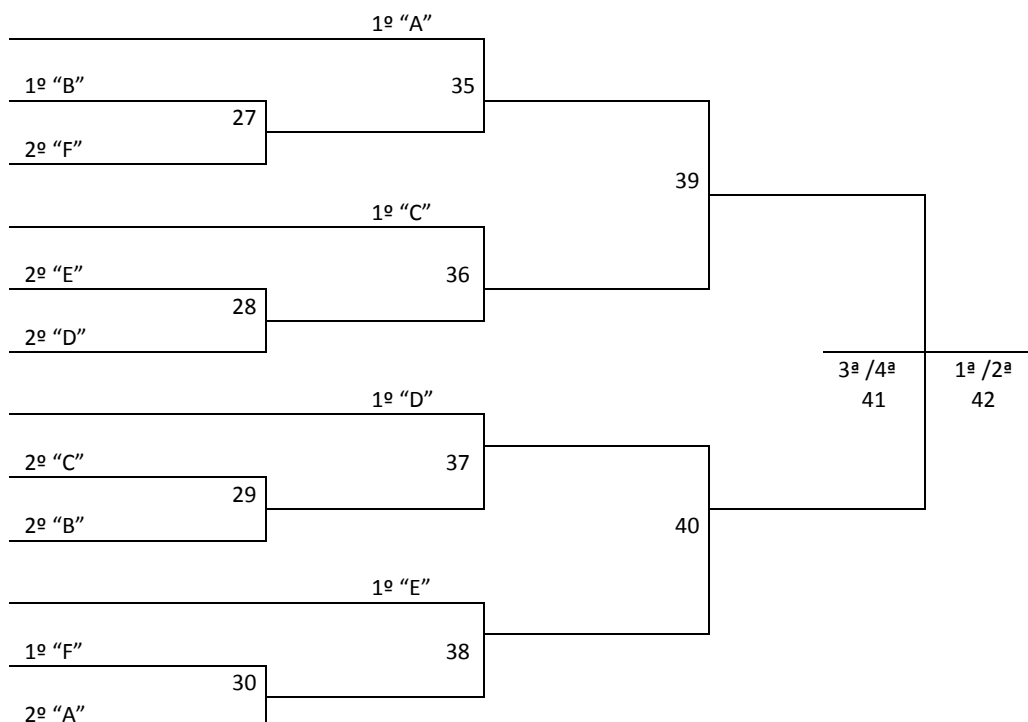 1º “A”
1º “B”
35
27
2º “F”
39
1º “C”
2º “E”
36
28
2º “D”
3ª /4ª 1ª /2ª
41 42
1º “D”
2º “C”
37
29
2º “B”
40
1º “E”
1º “F”
38
30
2º “A”